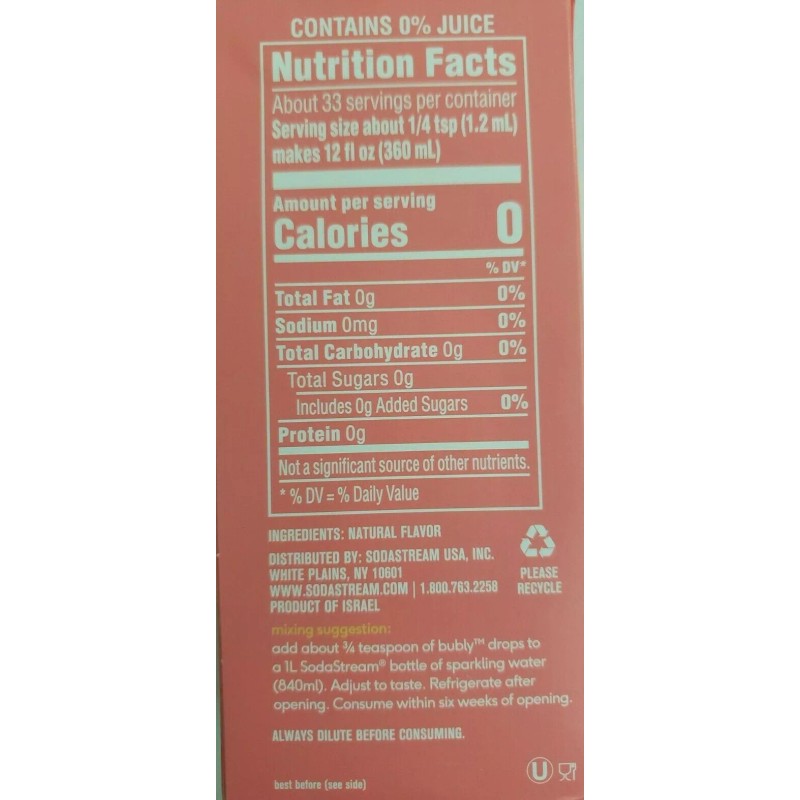 CONTAINS 0% JUICE
Nutrition Facts
About 33 servings per container
Serving size about 1/4 tsp (1.2 mL)
makes 12 fl oz (360 mL)
Amount per serving
Calories 0
% DV*
Total Fat 0g 0%
Sodium 0mg 0%
Total Carbohydrate 0g 0%
Total Sugars 0g
Includes 0g Added Sugars 0%
Protein 0g
Not a significant source of other nutrients.
* % DV = % Daily Value
INGREDIENTS: NATURAL FLAVOR
DISTRIBUTED BY: SODASTREAM USA, INC.
WHITE PLAINS, NY 10601
WWW.SODASTREAM.COM | 1.800.763.2258
PRODUCT OF ISRAEL
PLEASE
RECYCLE
mixing suggestion:
add about ¾ teaspoon of bubly™ drops to
a 1L SodaStream® bottle of sparkling water
(840ml). Adjust to taste. Refrigerate after
opening. Consume within six weeks of opening.
ALWAYS DILUTE BEFORE CONSUMING.
U
best before (see side)